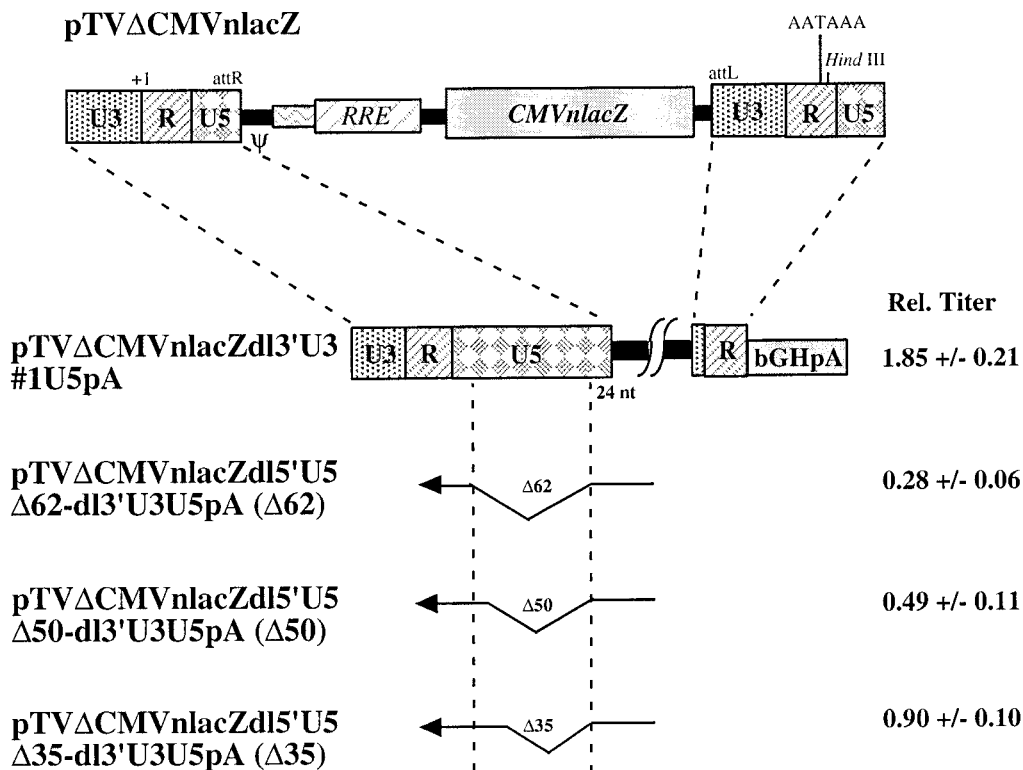 pTVΔCMVnlacZ
AATAAA
Hind III
+1
attR
attL
U3 R U5 RRE CMVnlacZ U3 R U5
Ψ
Rel. Titer
pTVΔCMVnlacZdl3'U3
#1U5pA
U3 R U5 R bGHpA
1.85 +/- 0.21
24 nt
pTVΔCMVnlacZdl5'U5
Δ62-dl3'U3U5pA (Δ62)
Δ62
0.28 +/- 0.06
pTVΔCMVnlacZdl5'U5
Δ50-dl3'U3U5pA (Δ50)
Δ50
0.49 +/- 0.11
pTVΔCMVnlacZdl5'U5
Δ35-dl3'U3U5pA (Δ35)
Δ35
0.90 +/- 0.10